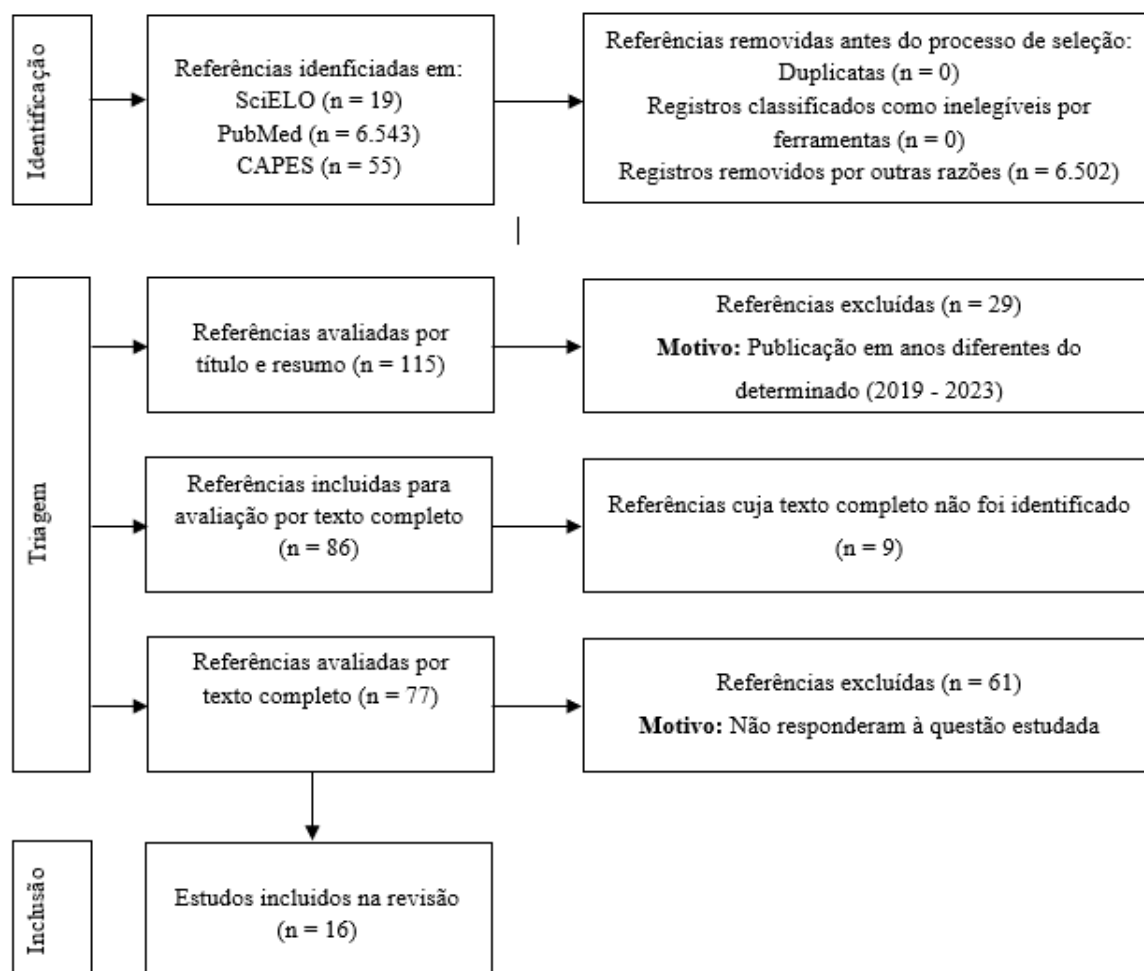 Identificação
Referências idenficiadas em:
SciELO (n = 19)
PubMed (n = 6.543)
CAPES (n = 55)
Referências removidas antes do processo de seleção:
Duplicatas (n = 0)
Registros classificados como inelegíveis por
ferramentas (n = 0)
Registros removidos por outras razões (n = 6.502)
Triagem
Referências avaliadas por
título e resumo (n = 115)
Referências excluídas (n = 29)
Motivo: Publicação em anos diferentes do
determinado (2019 - 2023)
Referências incluidas para
avaliação por texto completo
(n = 86)
Referências cuja texto completo não foi identifcado
(n = 9)
Referências avaliadas por
texto completo (n = 77)
Referências excluídas (n = 61)
Motivo: Não responderam à questão estudada
Inclusão
Estudos incluidos na revisão
(n = 16)